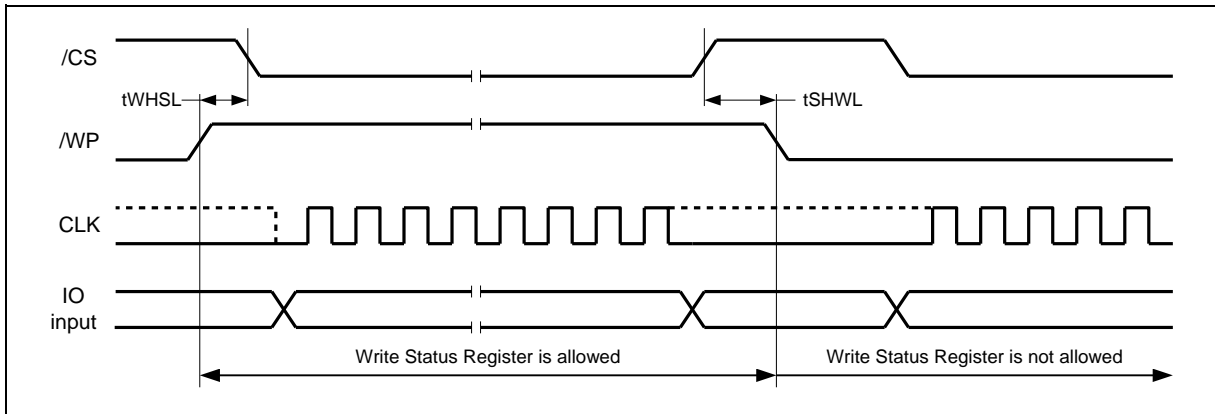 /CS
tWHSL
tSHWL
/WP
CLK
IO
input
Write Status Register is allowed
Write Status Register is not allowed